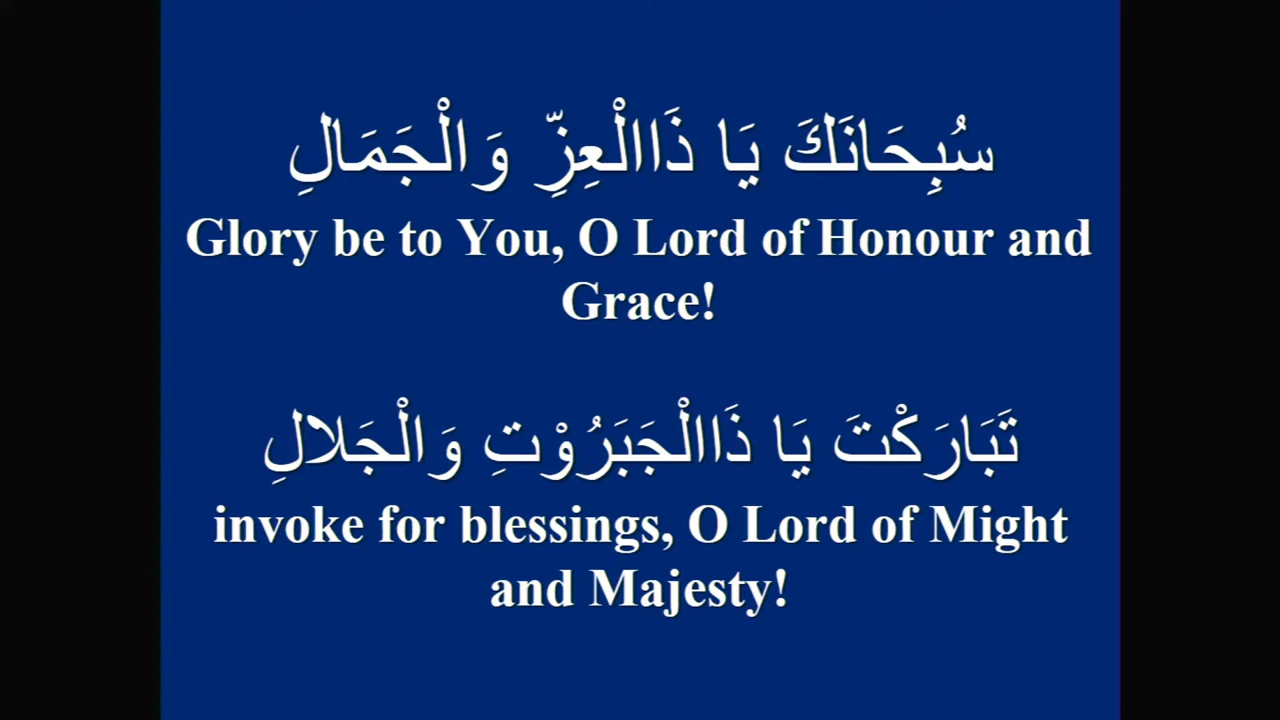 سُبِحَانَكَ يَا ذَاالْعِزِّ وَالْجَمَالِ
Glory be to You, O Lord of Honour and
Grace!
تَبَارَكْتَ يَا ذَاالْجَبَرُوْتِ وَالْجَلالِ
invoke for blessings, O Lord of Might
and Majesty!